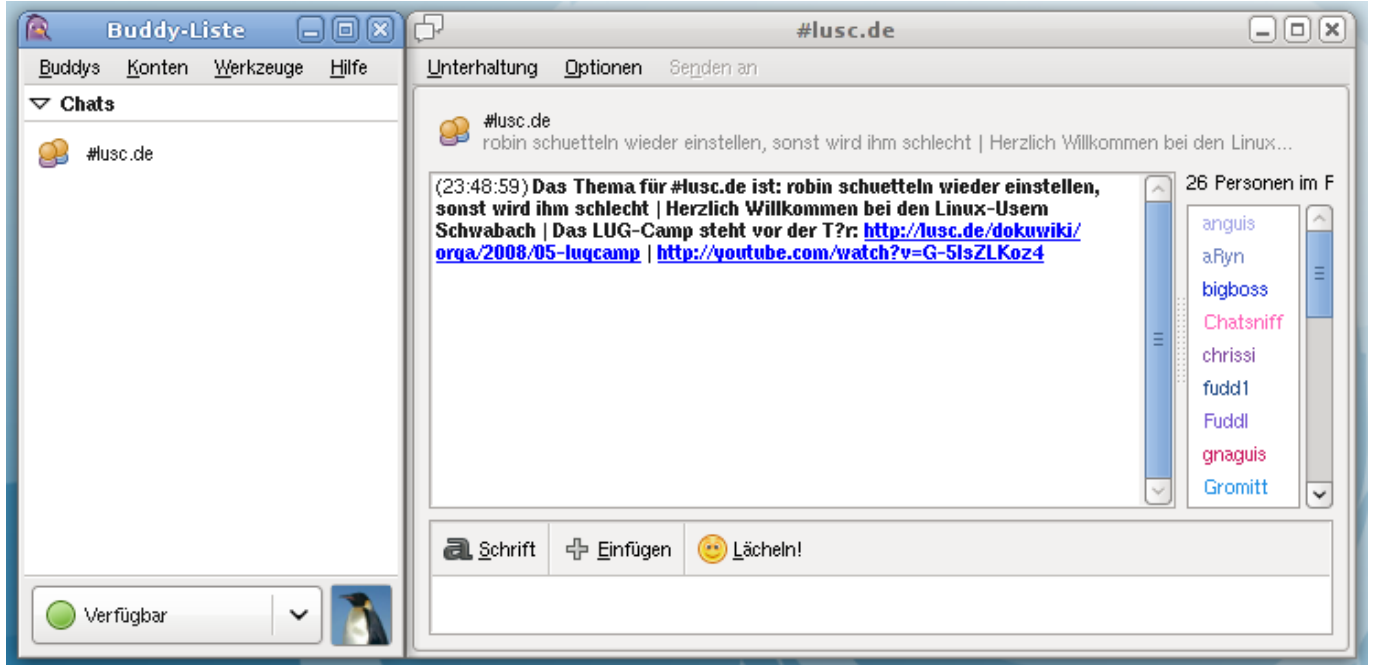 Buddy-Liste
Buddys Konten Werkzeuge Hilfe
Chats
#lusc.de
Verfügbar
#lusc.de
Unterhaltung Optionen Senden an
#lusc.de
robin schuetteln wieder einstellen, sonst wird ihm schlecht | Herzlich Willkommen bei den Linux...
(23:48:59) Das Thema für #lusc.de ist: robin schuetteln wieder einstellen,
sonst wird ihm schlecht | Herzlich Willkommen bei den Linux-Usern
Schwabach | Das LUG-Camp steht vor der T?r: http://lusc.de/dokuwiki/
orga/2008/05-lugcamp | http://youtube.com/watch?v=G-5IsZLKoz4
26 Personen im F
anguis
aRyn
bigboss
Chatsniff
chrissi
fudd1
Fuddl
gnaguis
Gromitt
Schrift Einfügen Lächeln!